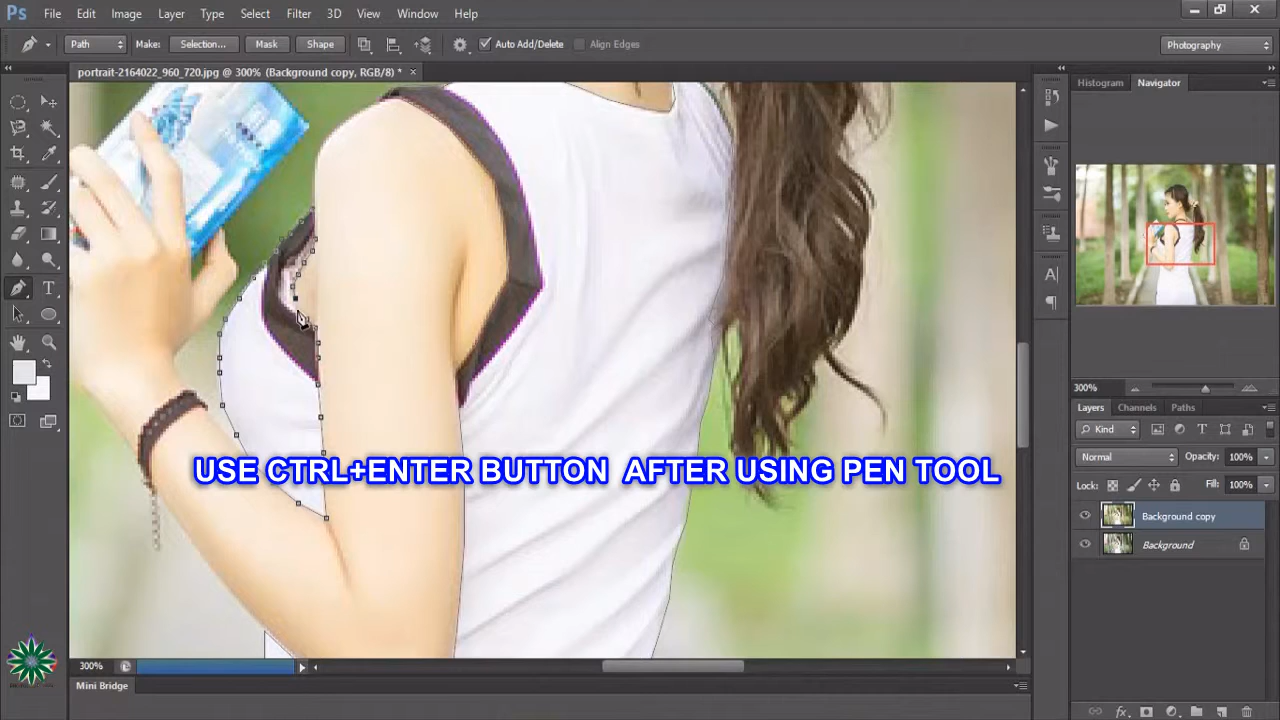 Ps File Edit Image Layer Type Select Filter 3D View Window Help
Path Make: Selection... Mask Shape Auto Add/Delete Align Edges Photography
portrait-2164022_960_720.jpg @ 300% (Background copy, RGB/8) * ×
Histogram Navigator
300%
Layers Channels Paths
Kind
Normal Opacity: 100%
Lock: Fill: 100%
Background copy
Background
USE CTRL+ENTER BUTTON AFTER USING PEN TOOL
300%
Mini Bridge